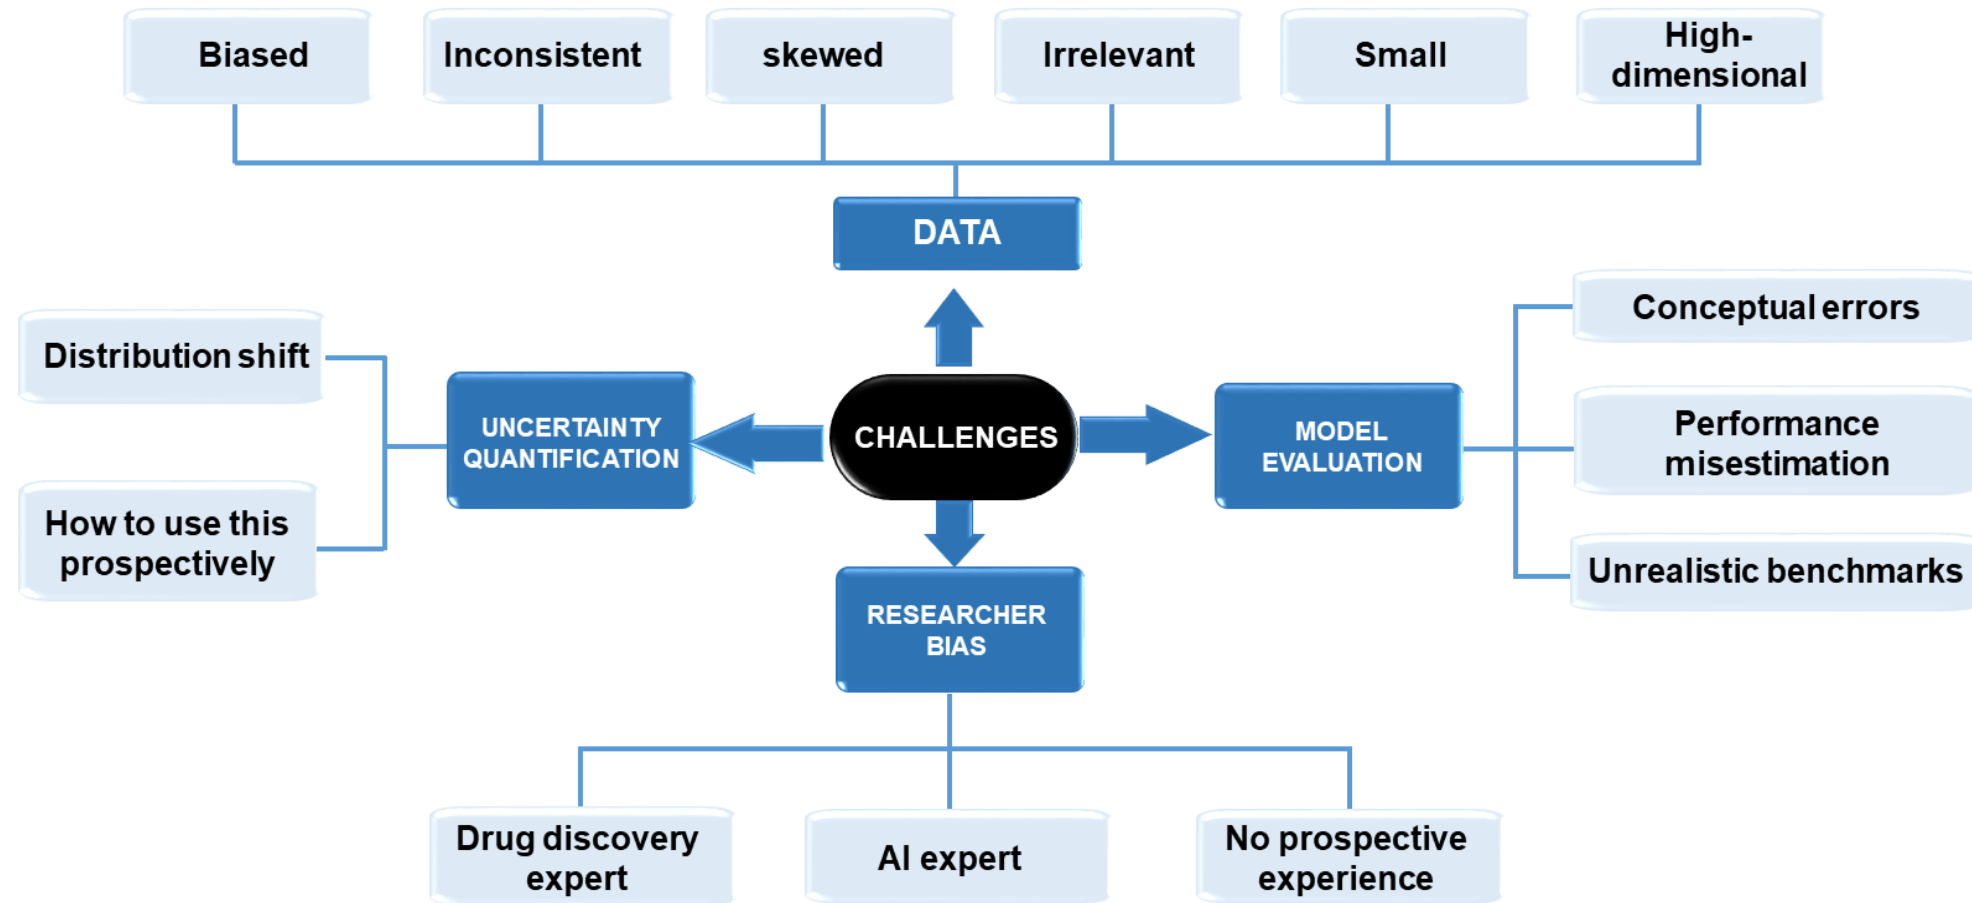 Biased
Inconsistent
skewed
Irrelevant
Small
High-
dimensional
DATA
Distribution shift
How to use this
prospectively
UNCERTAINTY
QUANTIFICATION
CHALLENGES
MODEL
EVALUATION
Conceptual errors
Performance
misestimation
Unrealistic benchmarks
RESEARCHER
BIAS
Drug discovery
expert
AI expert
No prospective
experience